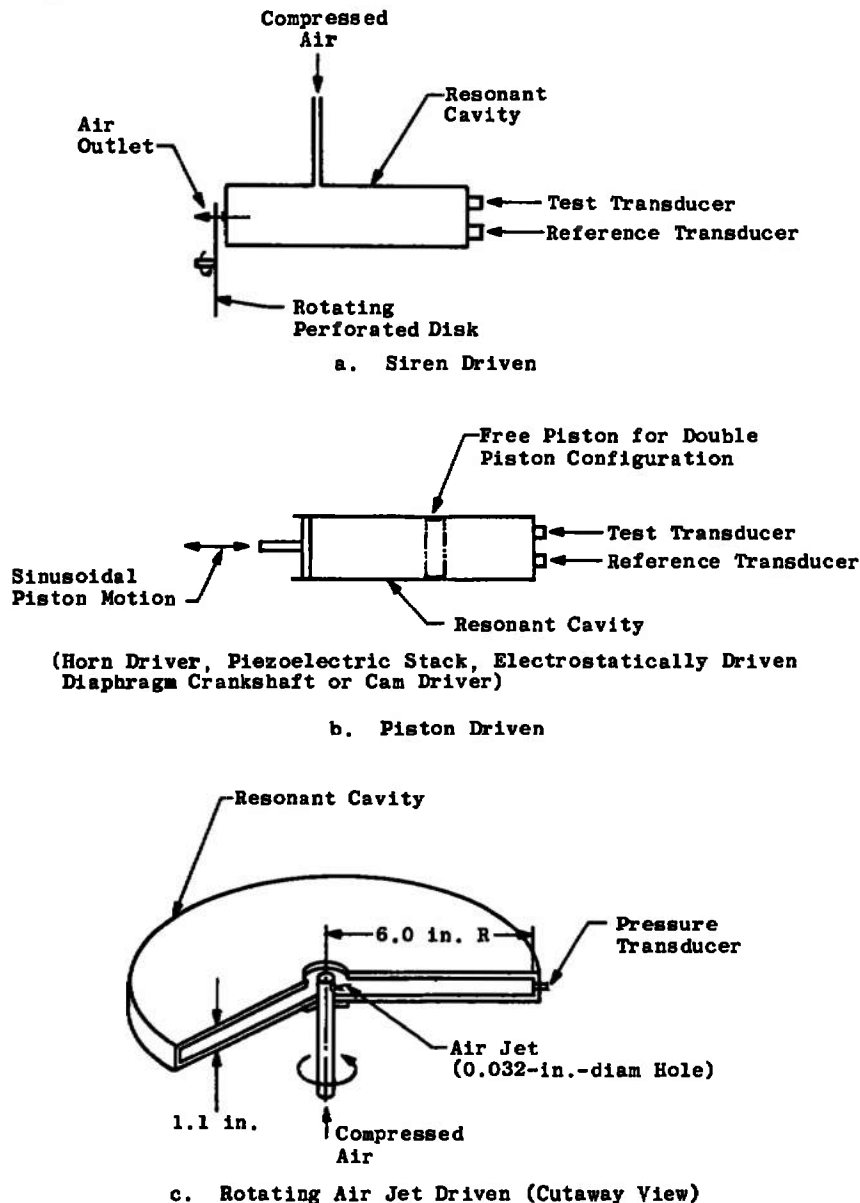 Compressed
Air
Resonant
Cavity
Air
Outlet
Test Transducer
Reference Transducer
Rotating
Perforated Disk
a. Siren Driven
Free Piston for Double
Piston Configuration
Test Transducer
Reference Transducer
Sinusoidal
Piston Motion
Resonant Cavity
(Horn Driver, Piezoelectric Stack, Electrostatically Driven
Diaphragm Crankshaft or Cam Driver)
b. Piston Driven
Resonant Cavity
6.0 in. R
Pressure
Transducer
Air Jet
(0.032-in.-diam Hole)
1.1 in.
Compressed
Air
c. Rotating Air Jet Driven (Cutaway View)